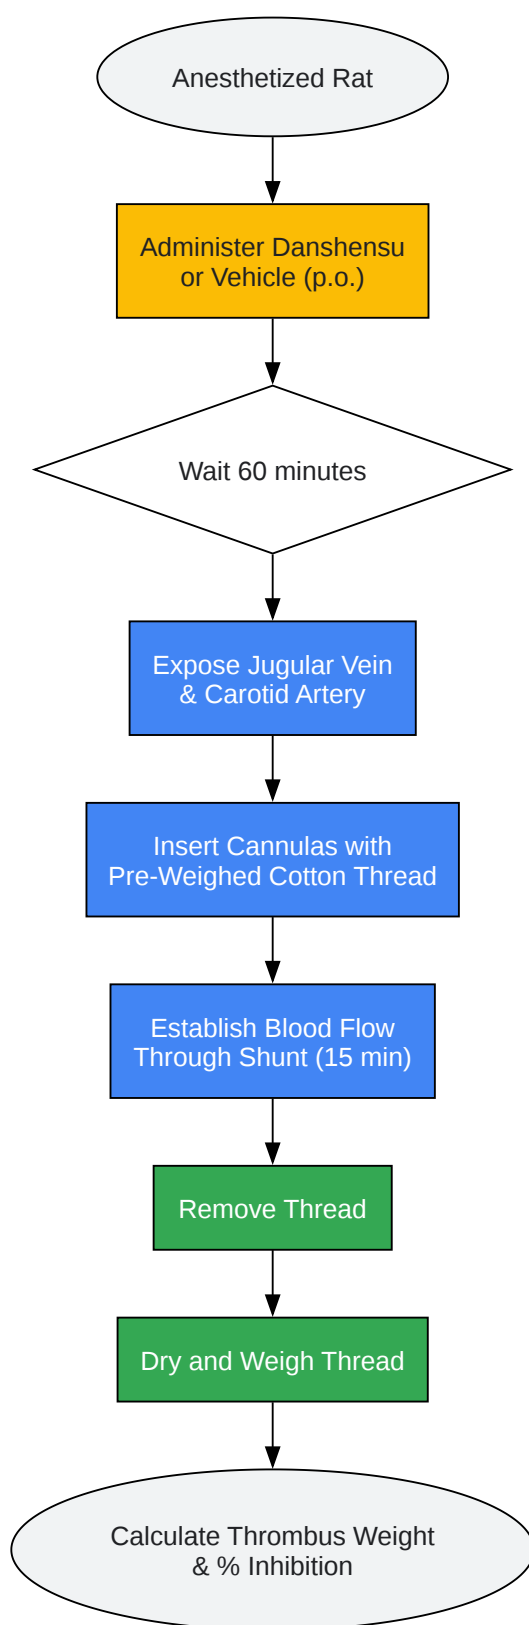 Anesthetized Rat
Administer Danshensu
or Vehicle (p.o.)
Wait 60 minutes
Expose Jugular Vein
& Carotid Artery
Insert Cannulas with
Pre-Weighed Cotton Thread
Establish Blood Flow
Through Shunt (15 min)
Remove Thread
Dry and Weigh Thread
Calculate Thrombus Weight
& % Inhibition